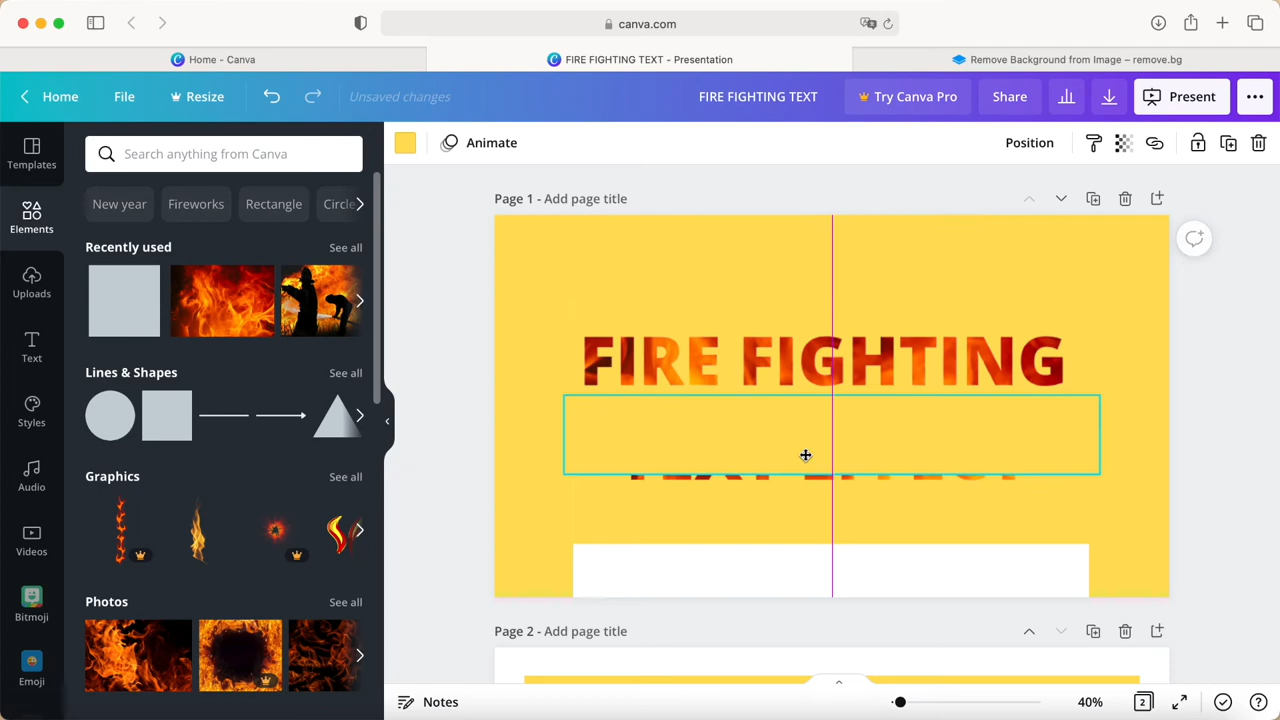 canva.com
Home - Canva
FIRE FIGHTING TEXT - Presentation
Remove Background from Image – remove.bg
Home
File
Resize
Unsaved changes
FIRE FIGHTING TEXT
Try Canva Pro
Share
Present
Templates
Elements
Uploads
Text
Styles
Audio
Videos
Bitmoji
Emoji
Search anything from Canva
New year
Fireworks
Rectangle
Circle
Recently used
See all
Lines & Shapes
See all
Graphics
See all
Photos
See all
Animate
Position
Page 1 - Add page title
FIRE FIGHTING
TEXT EFFECT
Page 2 - Add page title
Notes
40%
2